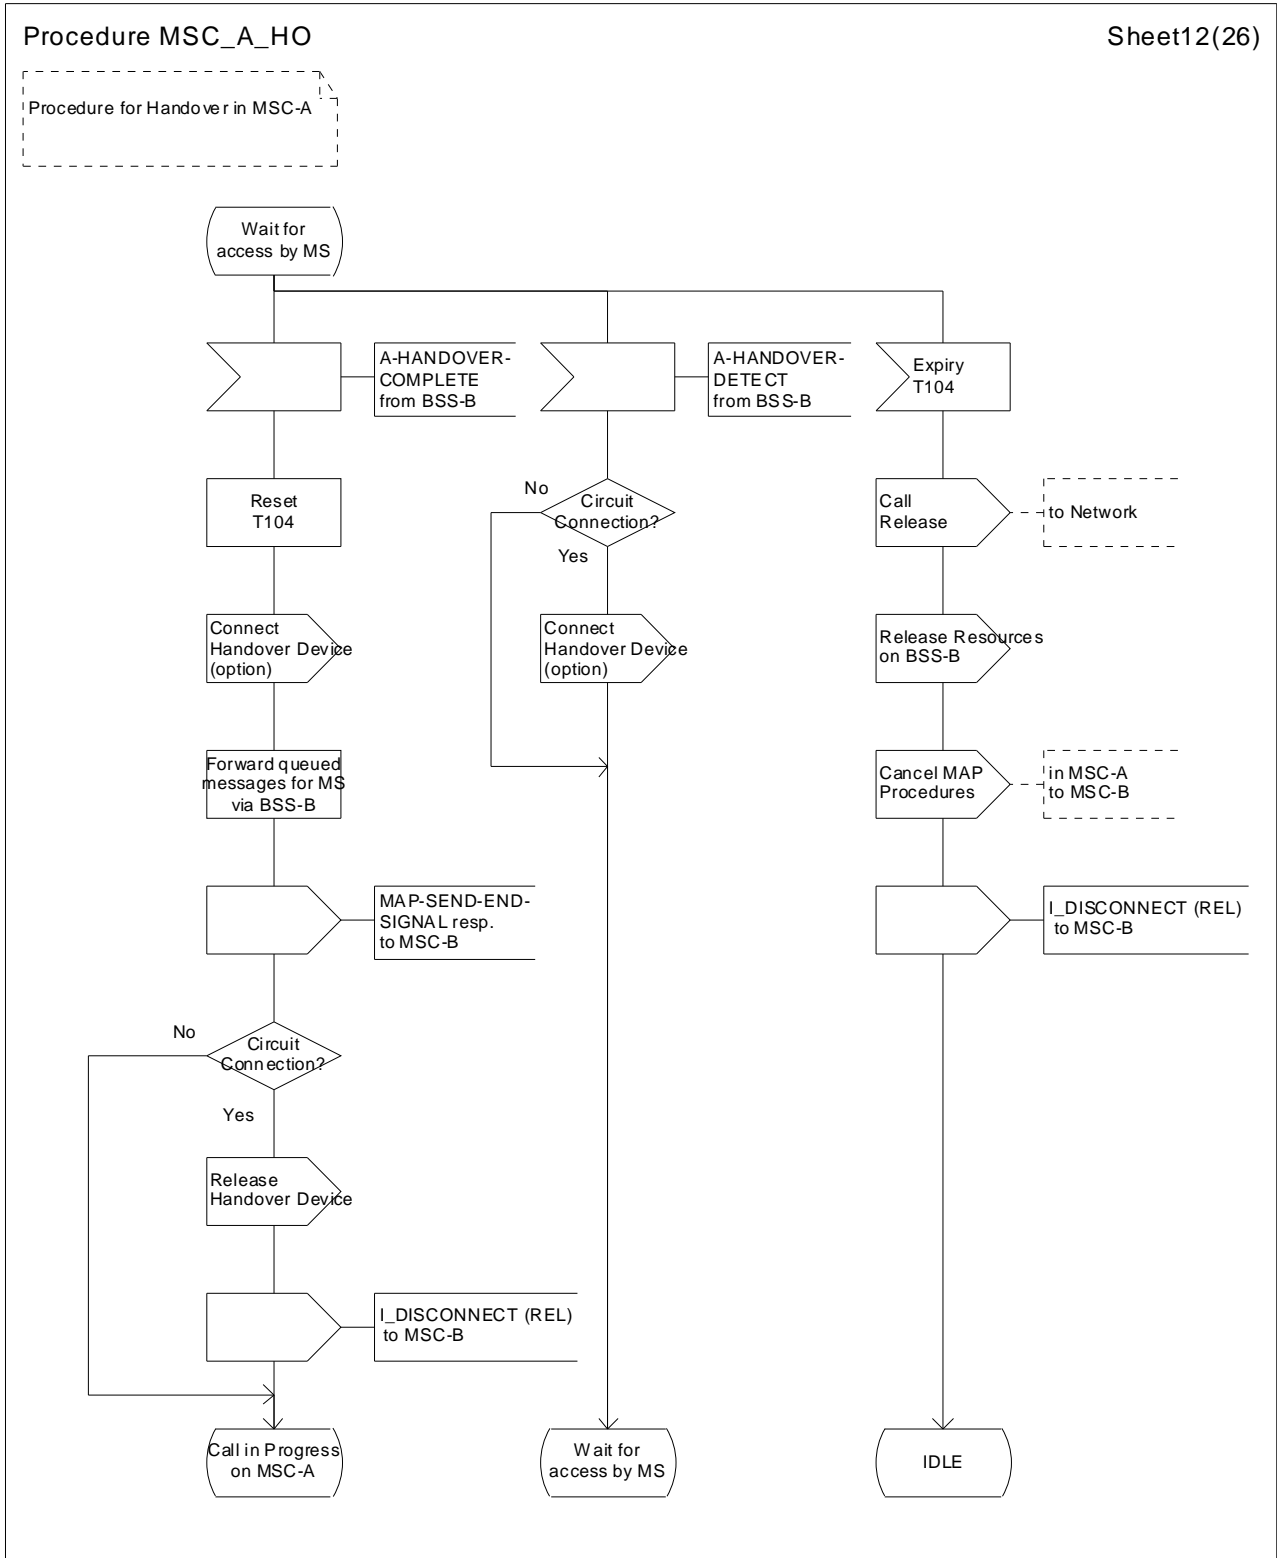 Procedure MSC_A_HO
Sheet12(26)
Procedure for Handover in MSC-A
Wait for
access by MS
A-HANDOVER-
COMPLETE
from BSS-B
A-HANDOVER-
DETECT
from BSS-B
Expiry
T104
Reset
T104
No
Circuit
Connection?
Yes
Call
Release
to Network
Connect
Handover Device
(option)
Connect
Handover Device
(option)
Release Resources
on BSS-B
Forward queued
messages for MS
via BSS-B
Cancel MAP
Procedures
in MSC-A
to MSC-B
MAP-SEND-END-
SIGNAL resp.
to MSC-B
I_DISCONNECT (REL)
to MSC-B
No
Circuit
Connection?
Yes
Release
Handover Device
I_DISCONNECT (REL)
to MSC-B
Call in Progress
on MSC-A
Wait for
access by MS
IDLE